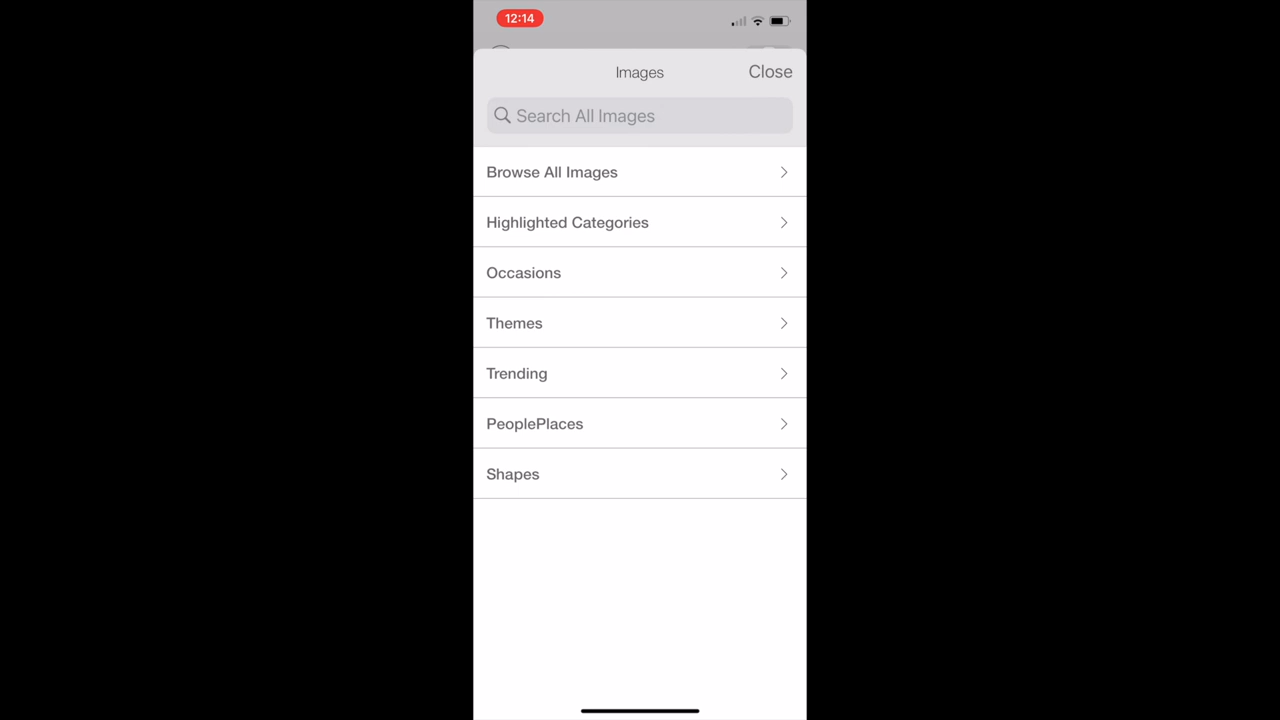 12:14
Images
Close
Search All Images
Browse All Images
Highlighted Categories
Occasions
Themes
Trending
PeoplePlaces
Shapes